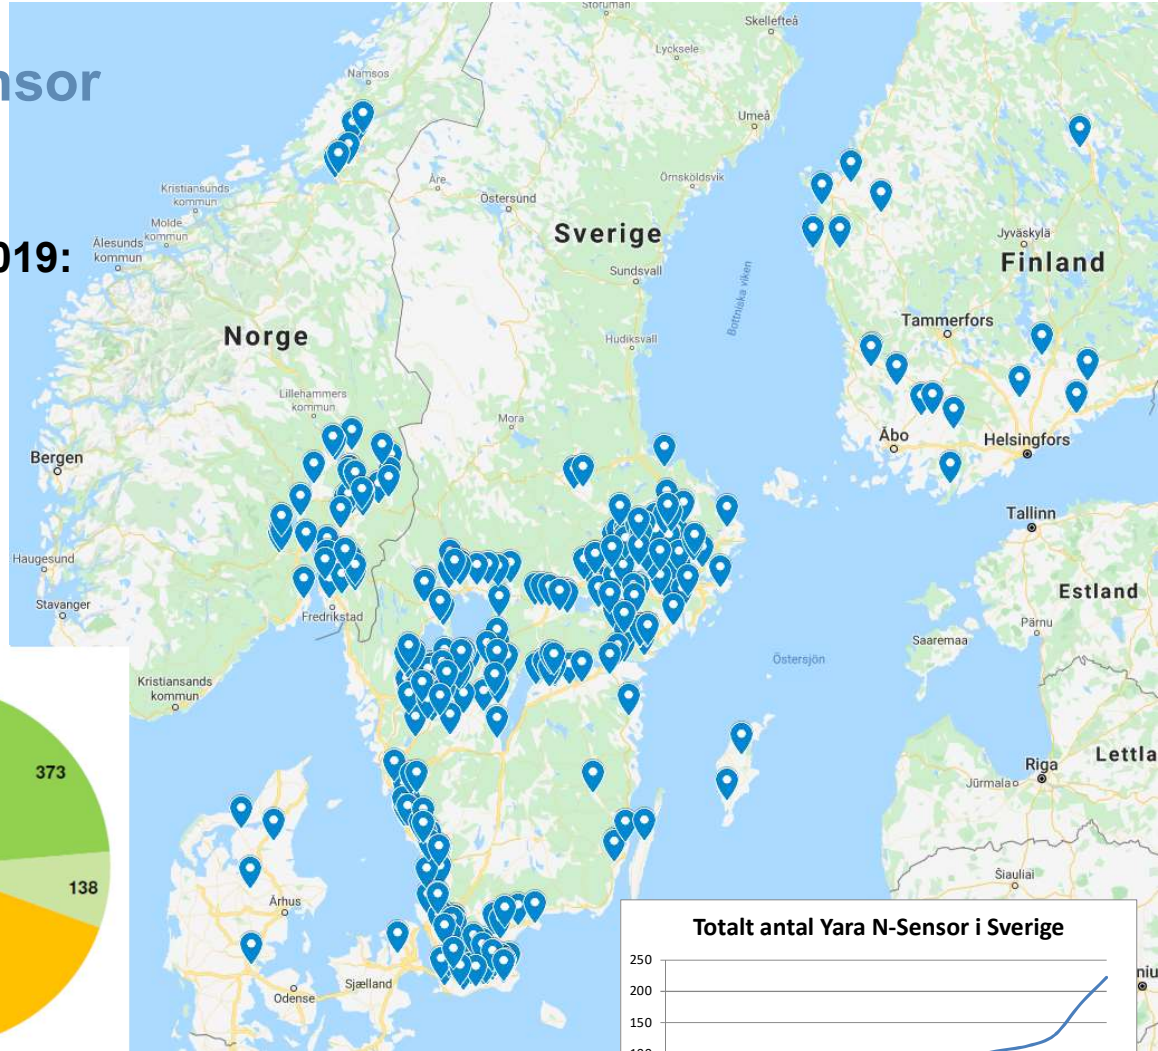 nsor
019:
Storuman
Skellefteå
Lycksele
Namsos
Umeå
Kristiansunds
kommun
Åre
Örnsköldsvik
Östersund
Molde
kommun
Ålesunds
kommun
Sverige
Sundsvall
Jyväskylä
Finland
Bottniska viken
Norge
Hudiksvall
Tammerfors
Lillehammers
kommun
Mora
Bergen
Åbo
Helsingfors
Tallinn
Haugesund
Stavanger
Fredrikstad
Estland
Pärnu
Saaremaa
Östersjön
Kristiansands
kommun
373
Riga
Lettla
Jūrmala
138
Šiauliai
Århus
Sjælland
Odense
niu
Totalt antal Yara N-Sensor i Sverige
250
200
150